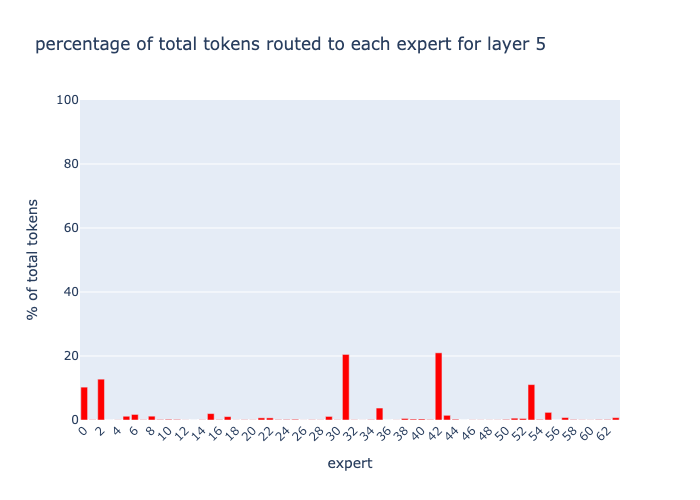 percentage of total tokens routed to each expert for layer 5
100
80
60
40
20
0
% of total tokens
0 2 4 6 8 10 12 14 16 18 20 22 24 26 28 30 32 34 36 38 40 42 44 46 48 50 52 54 56 58 60 62
expert